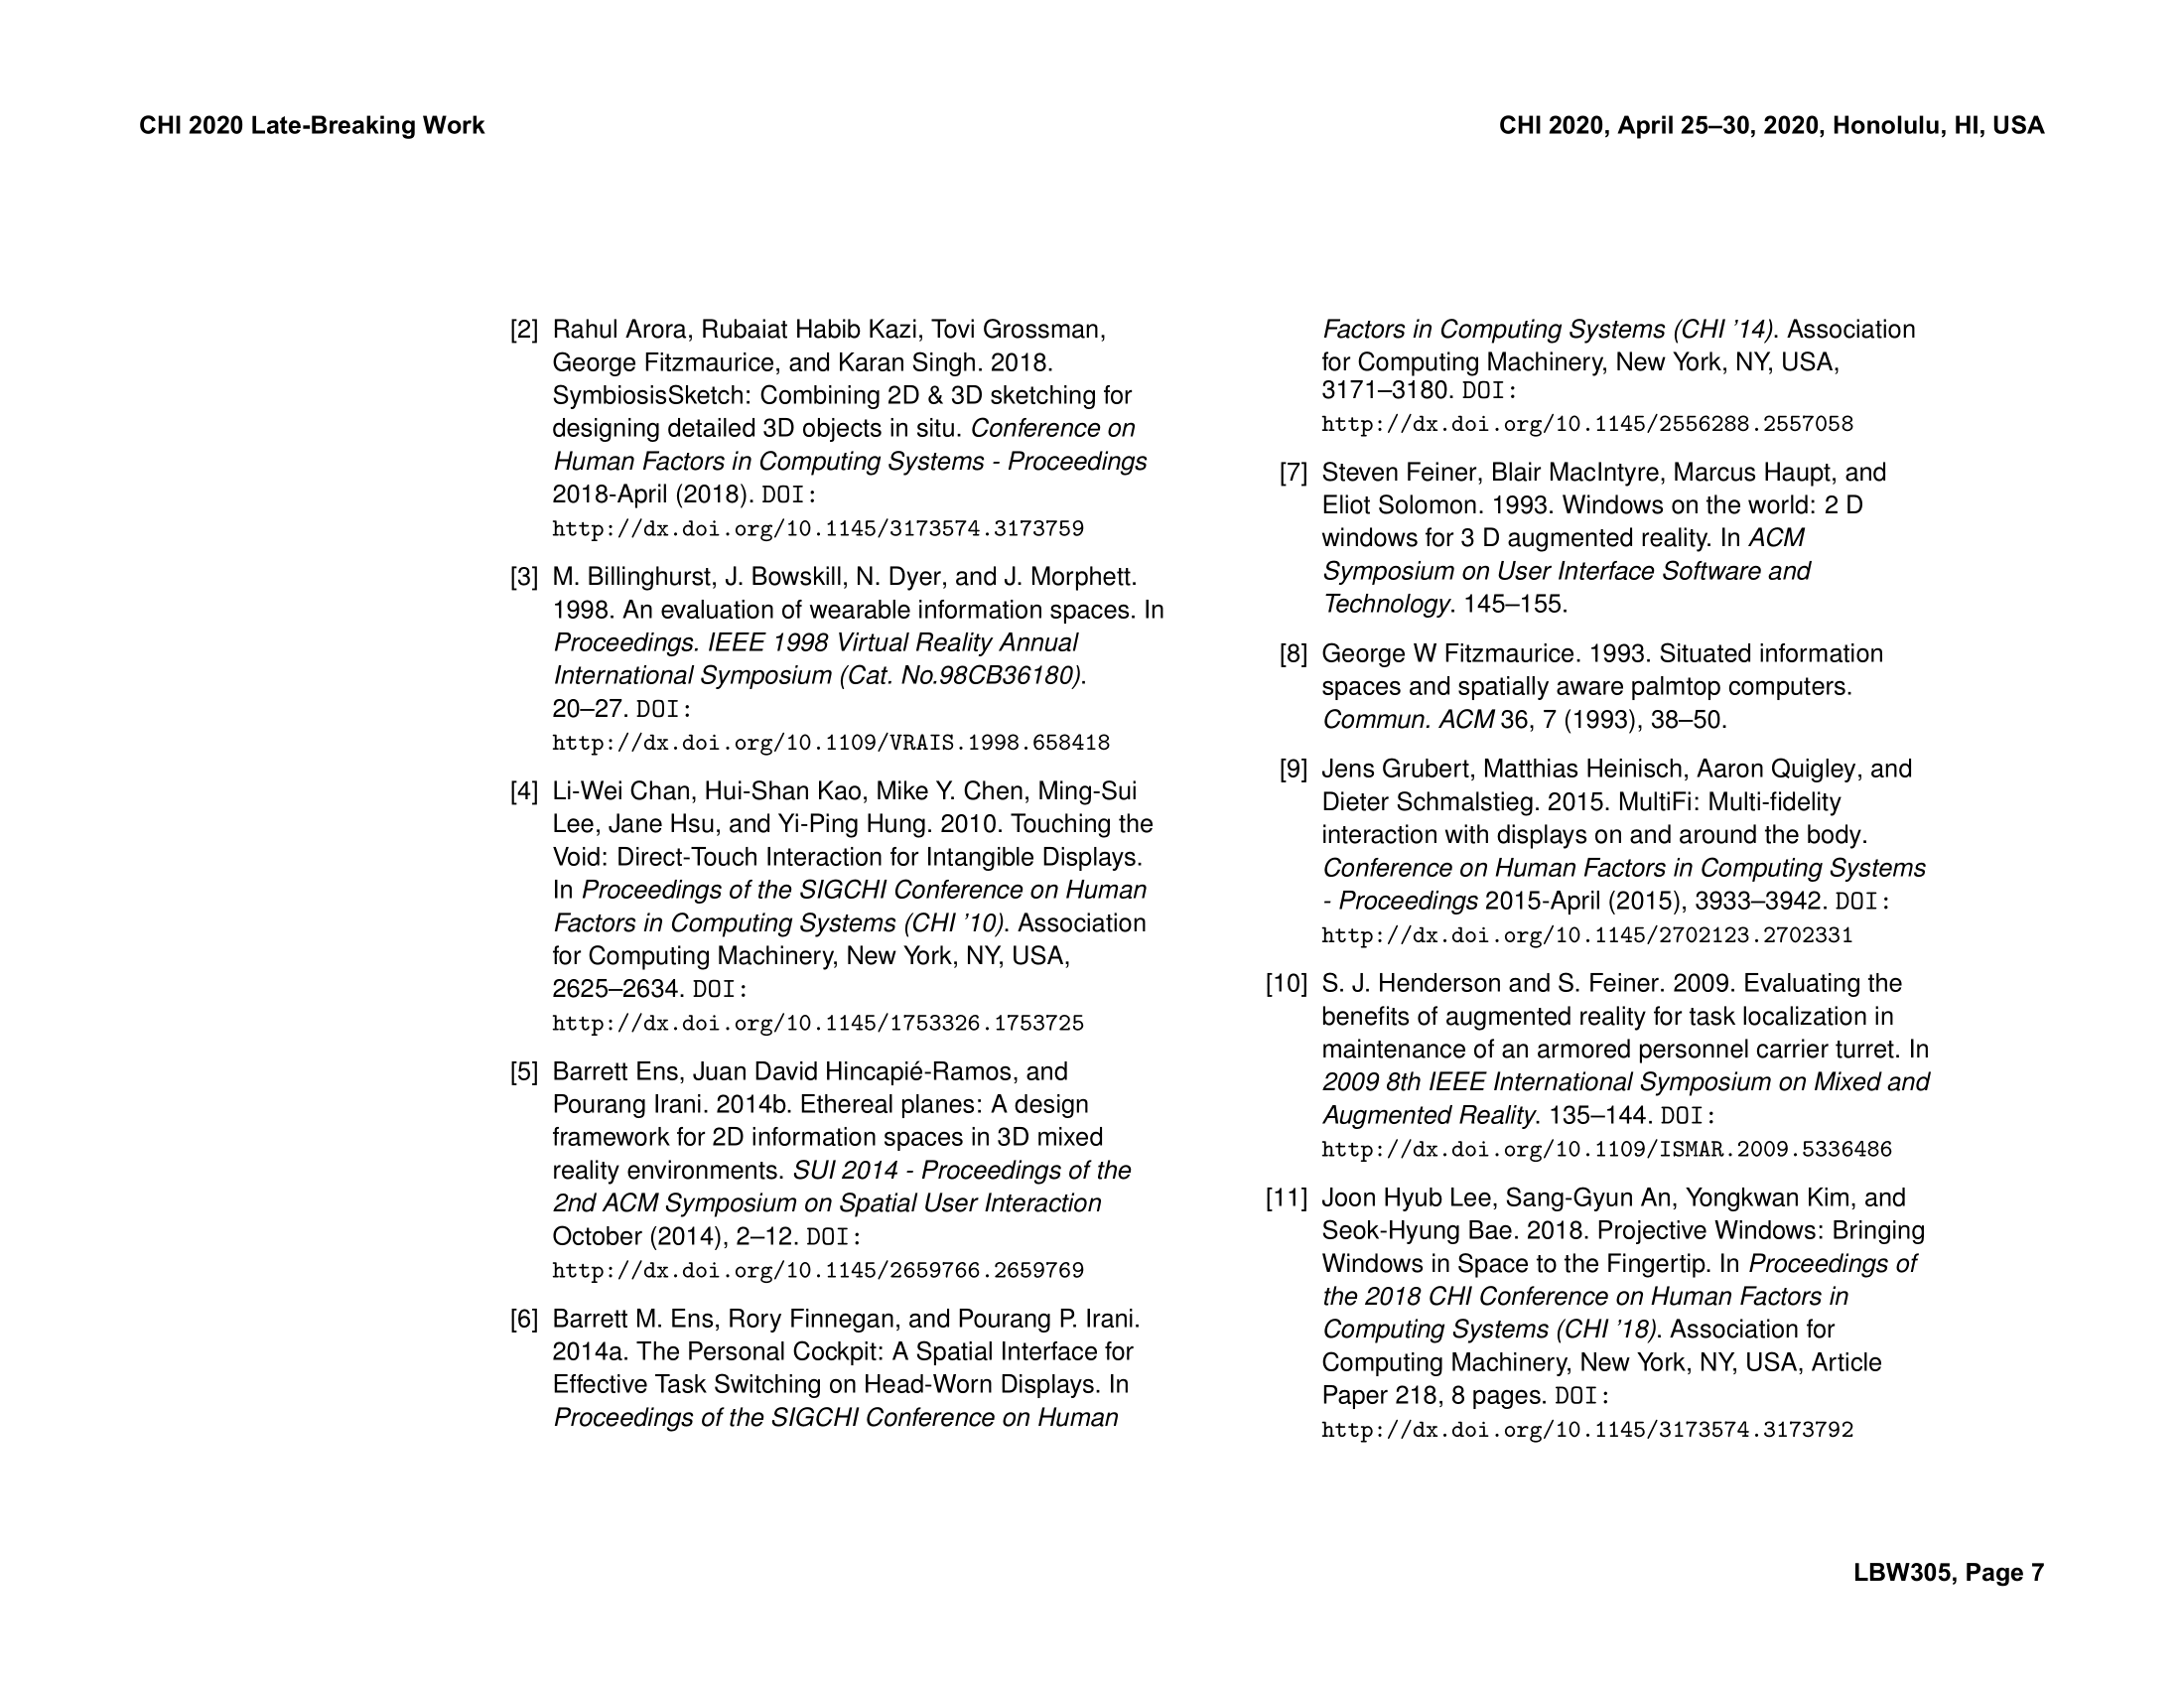 CHI 2020 Late-Breaking Work
CHI 2020, April 25–30, 2020, Honolulu, HI, USA
[2] Rahul Arora, Rubaiat Habib Kazi, Tovi Grossman,
George Fitzmaurice, and Karan Singh. 2018.
SymbiosisSketch: Combining 2D & 3D sketching for
designing detailed 3D objects in situ. Conference on
Human Factors in Computing Systems - Proceedings
2018-April (2018). DOI:
http://dx.doi.org/10.1145/3173574.3173759
[3] M. Billinghurst, J. Bowskill, N. Dyer, and J. Morphett.
1998. An evaluation of wearable information spaces. In
Proceedings. IEEE 1998 Virtual Reality Annual
International Symposium (Cat. No.98CB36180).
20–27. DOI:
http://dx.doi.org/10.1109/VRAIS.1998.658418
[4] Li-Wei Chan, Hui-Shan Kao, Mike Y. Chen, Ming-Sui
Lee, Jane Hsu, and Yi-Ping Hung. 2010. Touching the
Void: Direct-Touch Interaction for Intangible Displays.
In Proceedings of the SIGCHI Conference on Human
Factors in Computing Systems (CHI ’10). Association
for Computing Machinery, New York, NY, USA,
2625–2634. DOI:
http://dx.doi.org/10.1145/1753326.1753725
[5] Barrett Ens, Juan David Hincapié-Ramos, and
Pourang Irani. 2014b. Ethereal planes: A design
framework for 2D information spaces in 3D mixed
reality environments. SUI 2014 - Proceedings of the
2nd ACM Symposium on Spatial User Interaction
October (2014), 2–12. DOI:
http://dx.doi.org/10.1145/2659766.2659769
[6] Barrett M. Ens, Rory Finnegan, and Pourang P. Irani.
2014a. The Personal Cockpit: A Spatial Interface for
Effective Task Switching on Head-Worn Displays. In
Proceedings of the SIGCHI Conference on Human
Factors in Computing Systems (CHI ’14). Association
for Computing Machinery, New York, NY, USA,
3171–3180. DOI:
http://dx.doi.org/10.1145/2556288.2557058
[7] Steven Feiner, Blair MacIntyre, Marcus Haupt, and
Eliot Solomon. 1993. Windows on the world: 2 D
windows for 3 D augmented reality. In ACM
Symposium on User Interface Software and
Technology. 145–155.
[8] George W Fitzmaurice. 1993. Situated information
spaces and spatially aware palmtop computers.
Commun. ACM 36, 7 (1993), 38–50.
[9] Jens Grubert, Matthias Heinisch, Aaron Quigley, and
Dieter Schmalstieg. 2015. MultiFi: Multi-fidelity
interaction with displays on and around the body.
Conference on Human Factors in Computing Systems
- Proceedings 2015-April (2015), 3933–3942. DOI:
http://dx.doi.org/10.1145/2702123.2702331
[10] S. J. Henderson and S. Feiner. 2009. Evaluating the
benefits of augmented reality for task localization in
maintenance of an armored personnel carrier turret. In
2009 8th IEEE International Symposium on Mixed and
Augmented Reality. 135–144. DOI:
http://dx.doi.org/10.1109/ISMAR.2009.5336486
[11] Joon Hyub Lee, Sang-Gyun An, Yongkwan Kim, and
Seok-Hyung Bae. 2018. Projective Windows: Bringing
Windows in Space to the Fingertip. In Proceedings of
the 2018 CHI Conference on Human Factors in
Computing Systems (CHI ’18). Association for
Computing Machinery, New York, NY, USA, Article
Paper 218, 8 pages. DOI:
http://dx.doi.org/10.1145/3173574.3173792
LBW305, Page 7